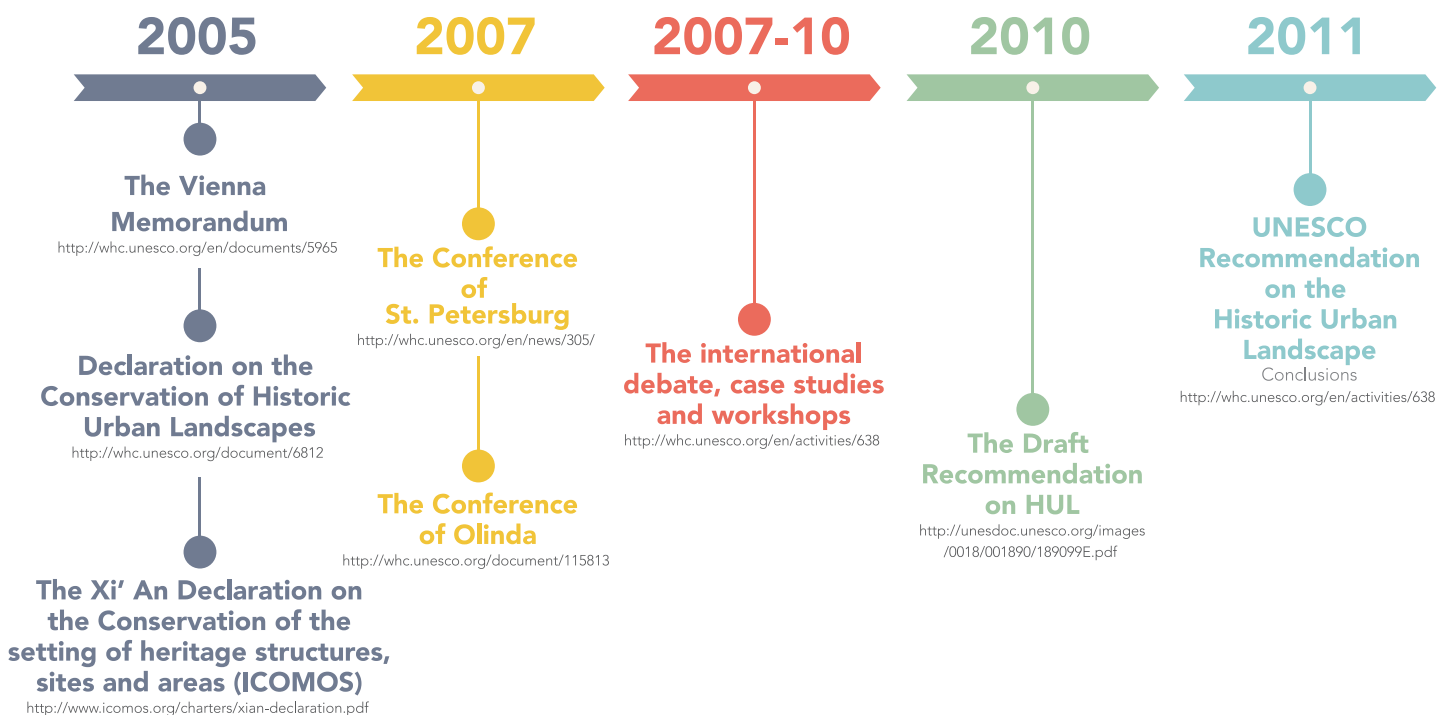 2005
The Vienna
Memorandum
http://whc.unesco.org/en/documents/5965
Declaration on the
Conservation of Historic
Urban Landscapes
http://whc.unesco.org/document/6812
The Xi’ An Declaration on
the Conservation of the
setting of heritage structures,
sites and areas (ICOMOS)
http://www.icomos.org/charters/xian-declaration.pdf
2007
The Conference
of
St. Petersburg
http://whc.unesco.org/en/news/305/
The Conference
of Olinda
http://whc.unesco.org/document/115813
2007-10
The international
debate, case studies
and workshops
http://whc.unesco.org/en/activities/638
2010
The Draft
Recommendation
on HUL
http://unesdoc.unesco.org/images
/0018/001890/189099E.pdf
2011
UNESCO
Recommendation
on the
Historic Urban
Landscape
Conclusions
http://whc.unesco.org/en/activities/638